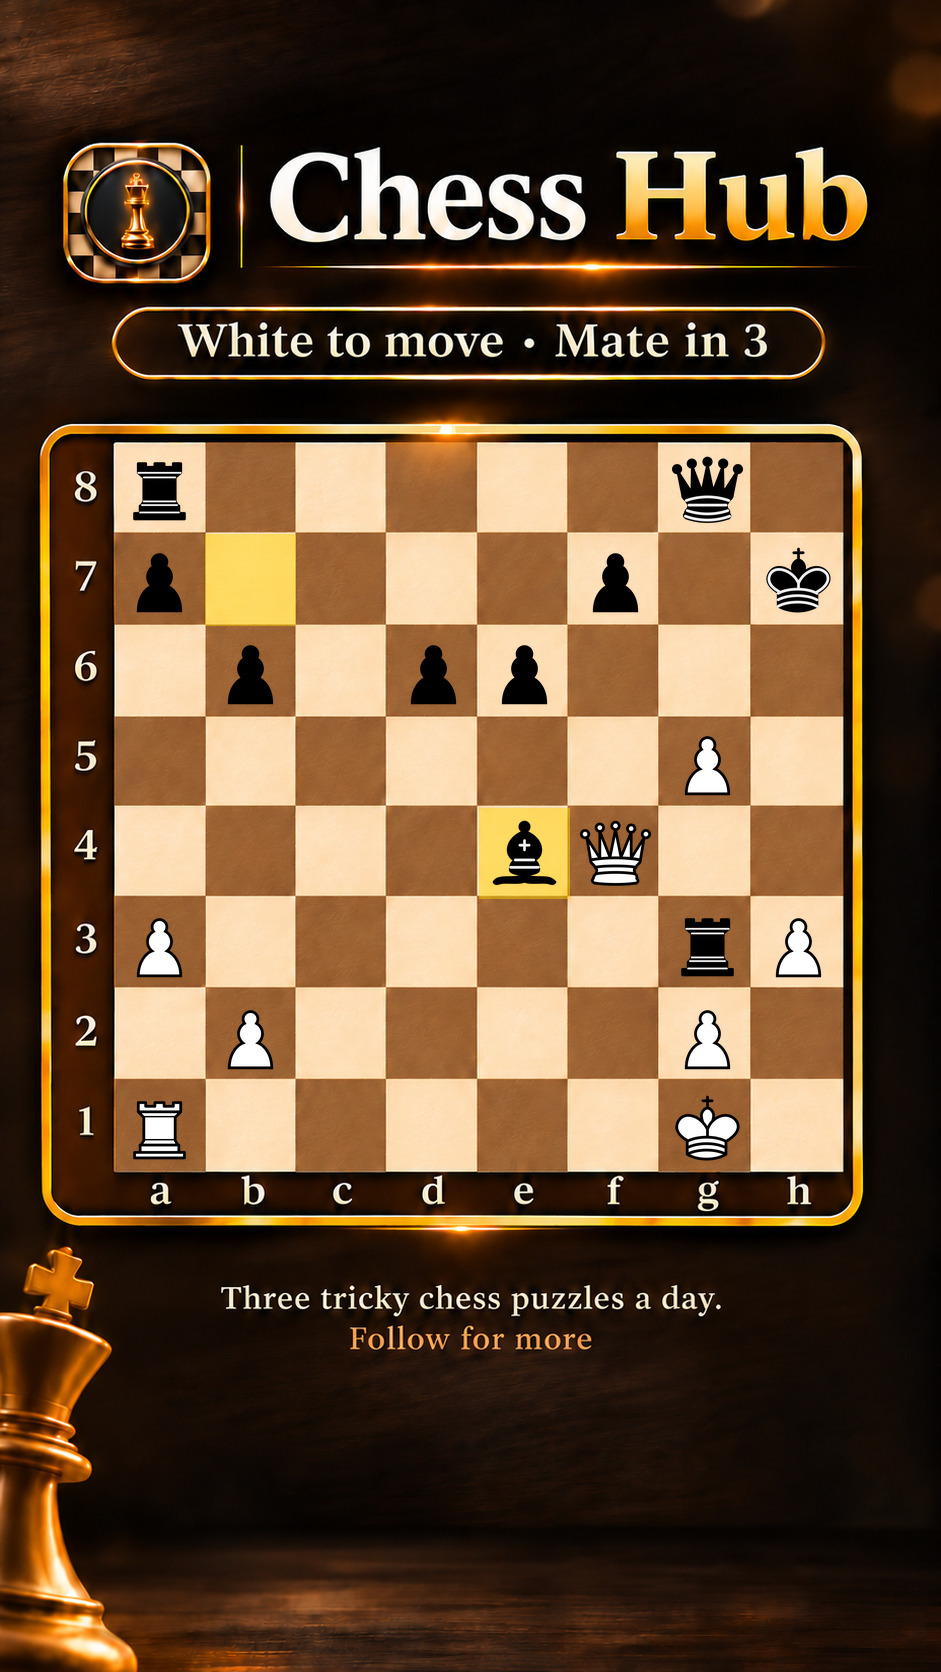 Chess Hub
White to move • Mate in 3
8
7
6
5
4
3
2
1
a b c d e f g h
Three tricky chess puzzles a day.
Follow for more